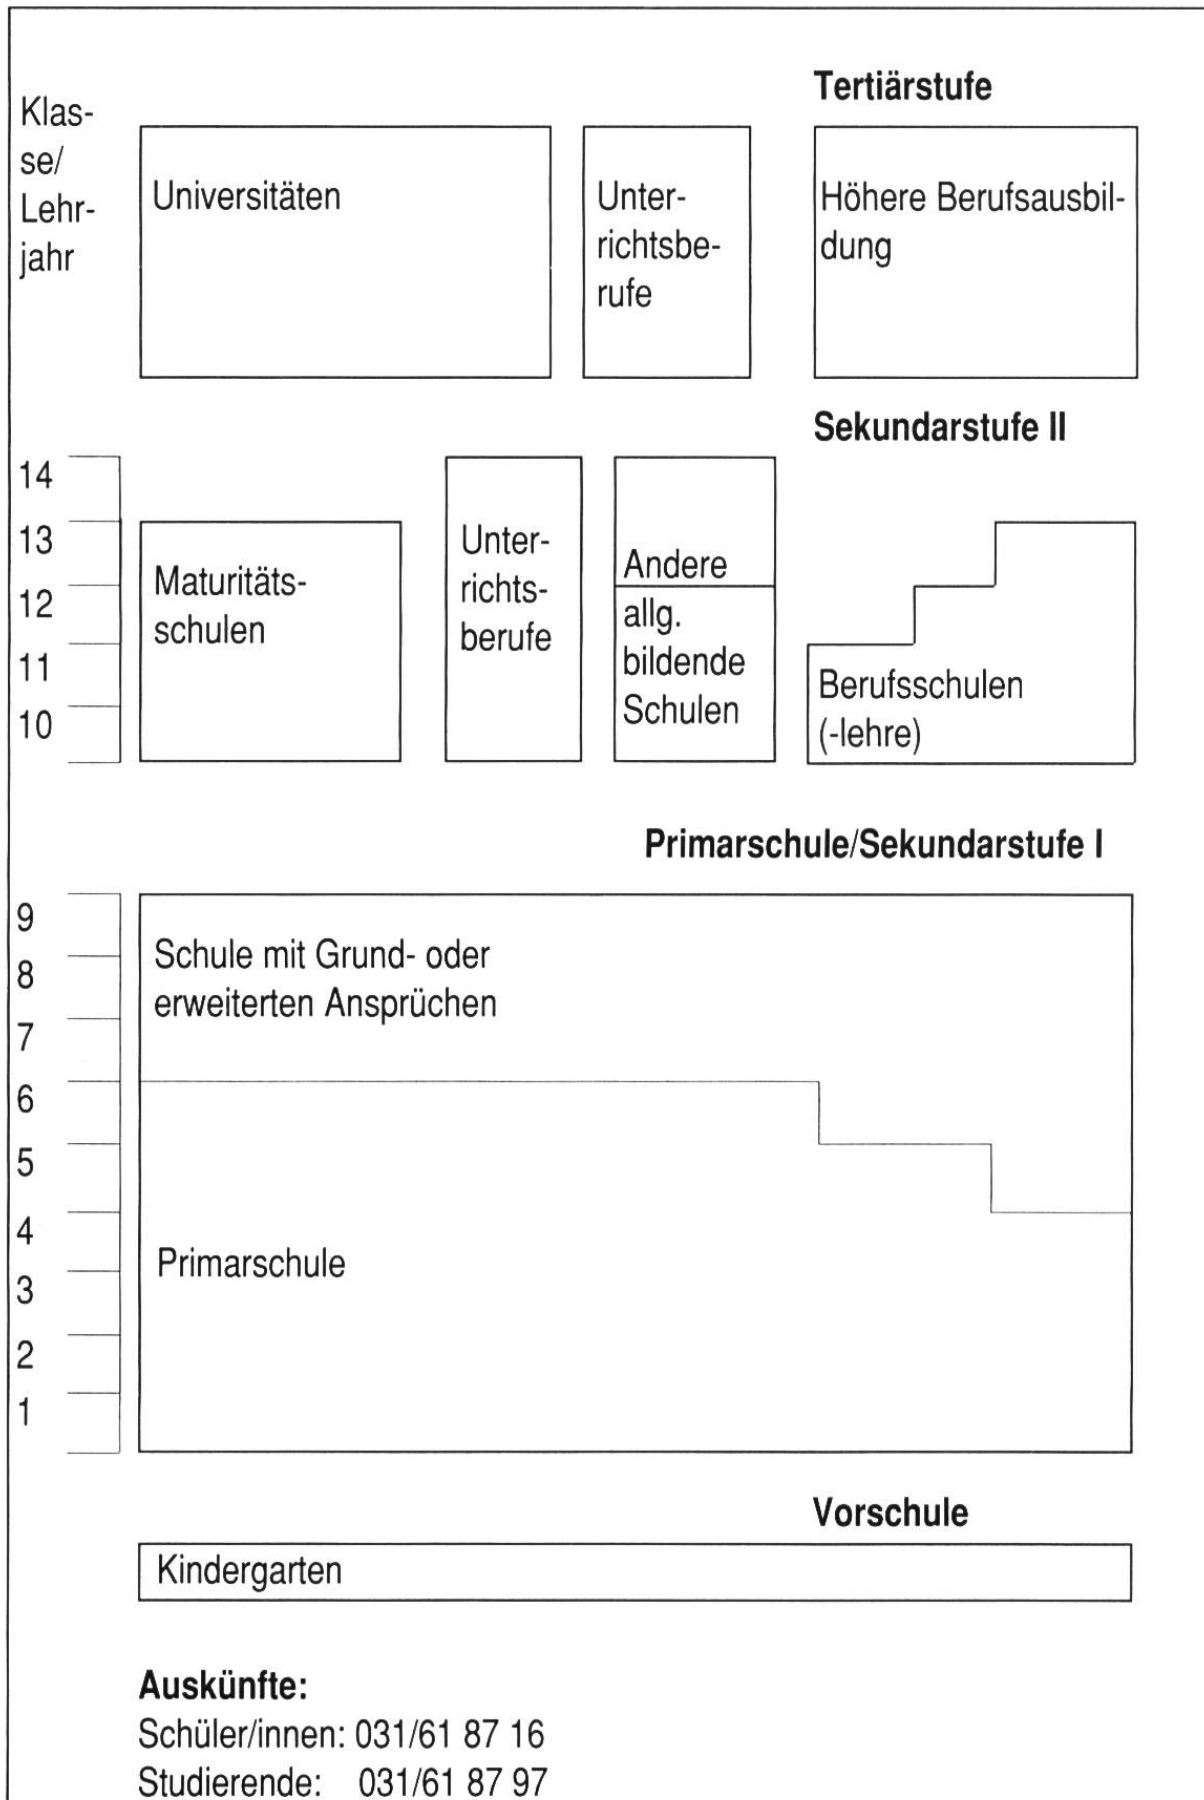 Klas-
se/
Lehr-
jahr
Tertiärstufe
Universitäten
Unter-
richtsbe-
rufe
Höhere Berufsausbil-
dung
Sekundarstufe II
14
13
12
11
10
Maturitäts-
schulen
Unter-
richts-
berufe
Andere
allg.
bildende
Schulen
Berufsschulen
(-lehre)
Primarschule/Sekundarstufe I
9
8
7
6
5
4
3
2
1
Schule mit Grund- oder
erweiterten Ansprüchen
Primarschule
Vorschule
Kindergarten
Auskünfte:
Schüler/innen: 031/61 87 16
Studierende: 031/61 87 97